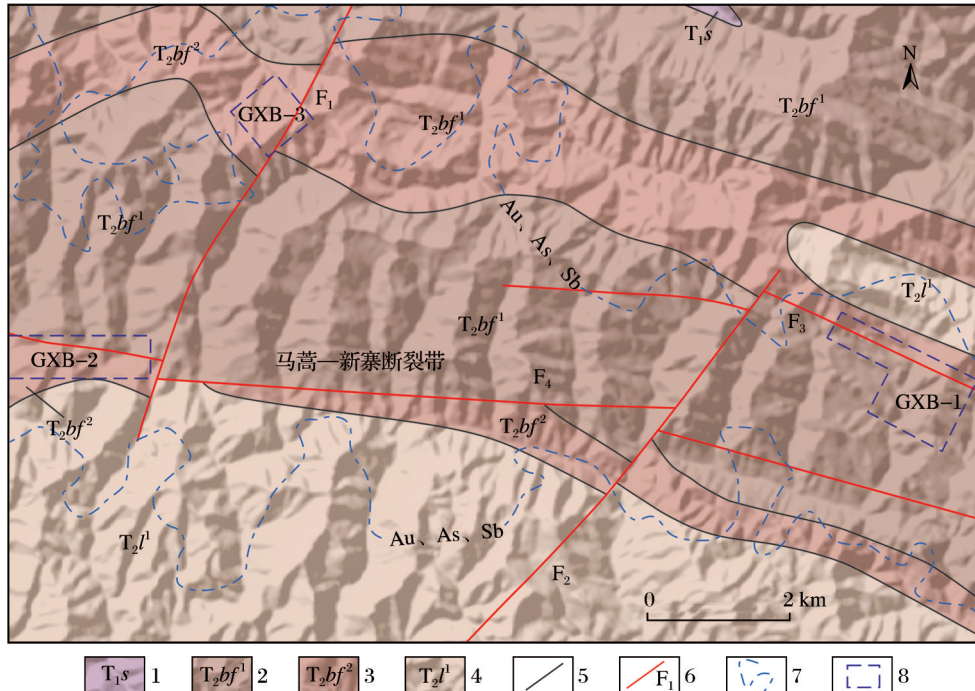 T₁s
T₂bf²
N
F₁
GXB-3
T₂bf¹
T₂bf¹
T₂bf¹
Au、As、Sb
T₂l¹
T₂bf¹
F₃
马蒿—新寨断裂带
GXB-2
F₄
GXB-1
T₂bf²
T₂bf²
T₂l¹
Au、As、Sb
F₂
0 2 km
T₁s 1 T₂bf¹ 2 T₂bf² 3 T₂l¹ 4 5 F₁ 6 7 8